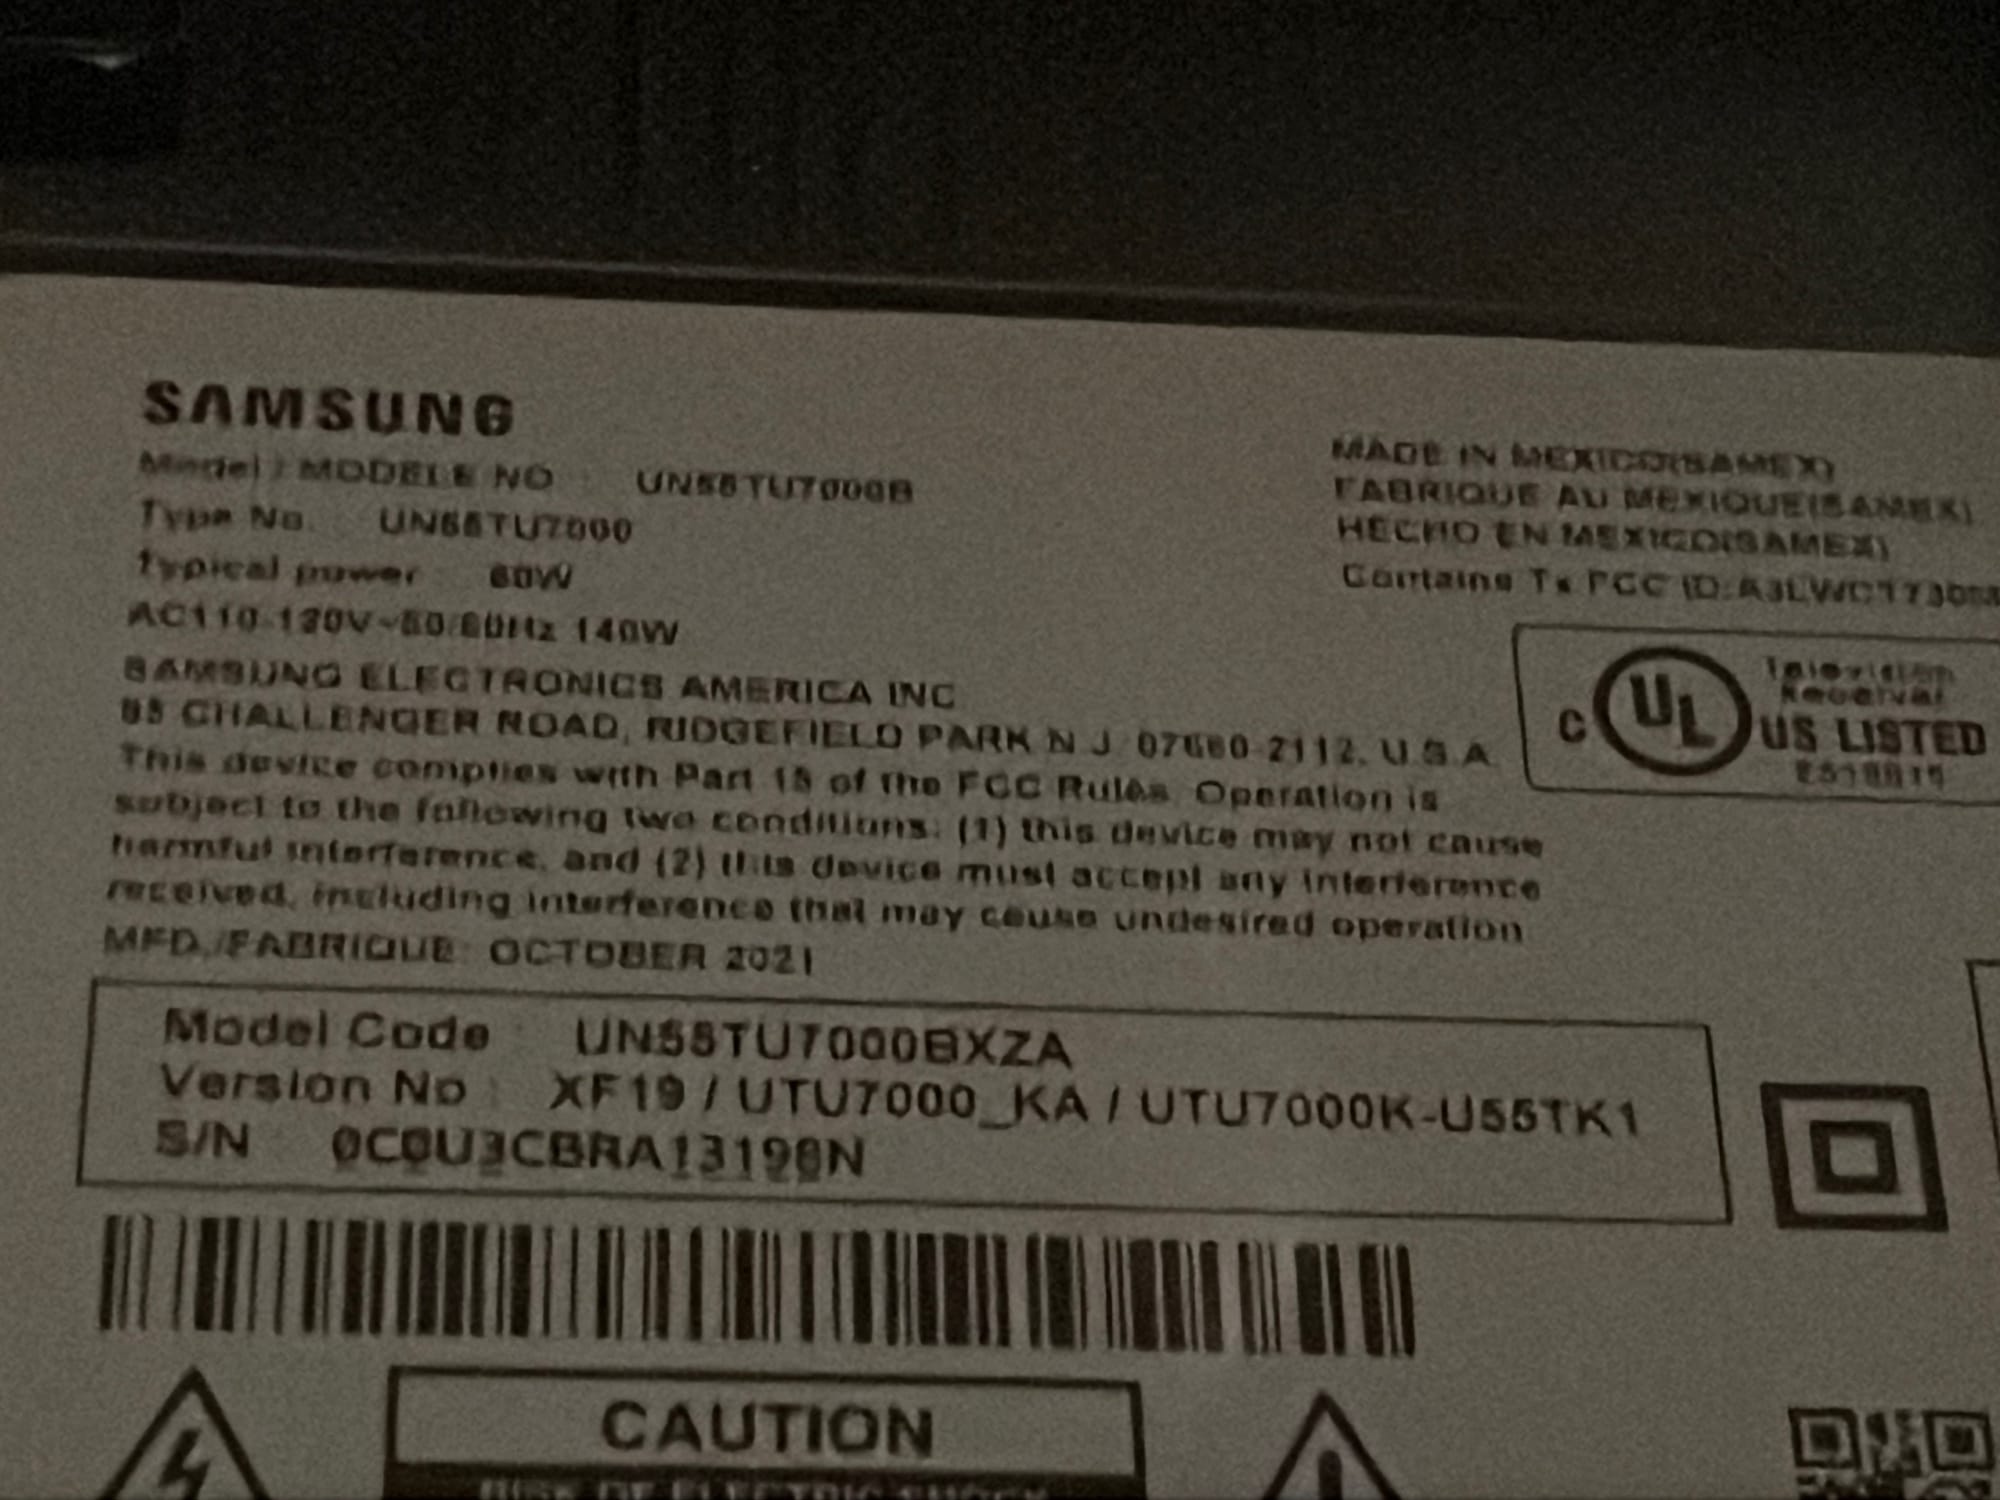 SAMSUNG
Model / MODELE NO : UN55TU7000B
Type No. UN55TU7000
Typical power 60W
AC110-120V~50/60Hz 140W
SAMSUNG ELECTRONICS AMERICA INC
85 CHALLENGER ROAD, RIDGEFIELD PARK N J 07660-2112, U.S.A.
This device complies with Part 15 of the FCC Rules. Operation is
subject to the following two conditions: (1) this device may not cause
harmful interference, and (2) this device must accept any interference
received, including interference that may cause undesired operation
MFD./FABRIQUE: OCTOBER 2021
MADE IN MEXICO(SAMEX)
FABRIQUE AU MEXIQUE(SAMEX)
HECHO EN MEXICO(SAMEX)
Contains Tx FCC ID:
C UL US LISTED
Television
Receiver
Model Code : UN55TU7000BXZA
Version No : XF19 / UTU7000_KA / UTU7000K-U55TK1
S/N 0C0U3CBRA13198N
CAUTION
RISK OF ELECTRIC SHOCK